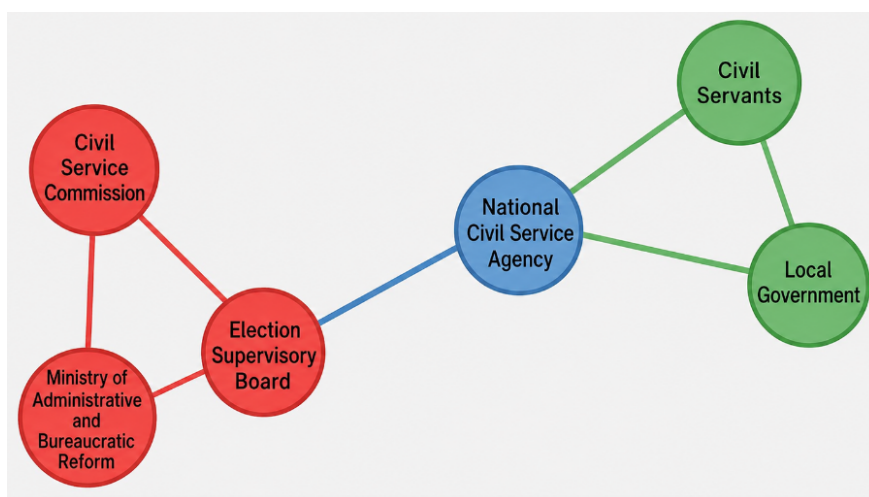 Civil
Service
Commission
Ministry of
Administrative
and
Bureaucratic
Reform
Election
Supervisory
Board
National
Civil Service
Agency
Civil
Servants
Local
Government